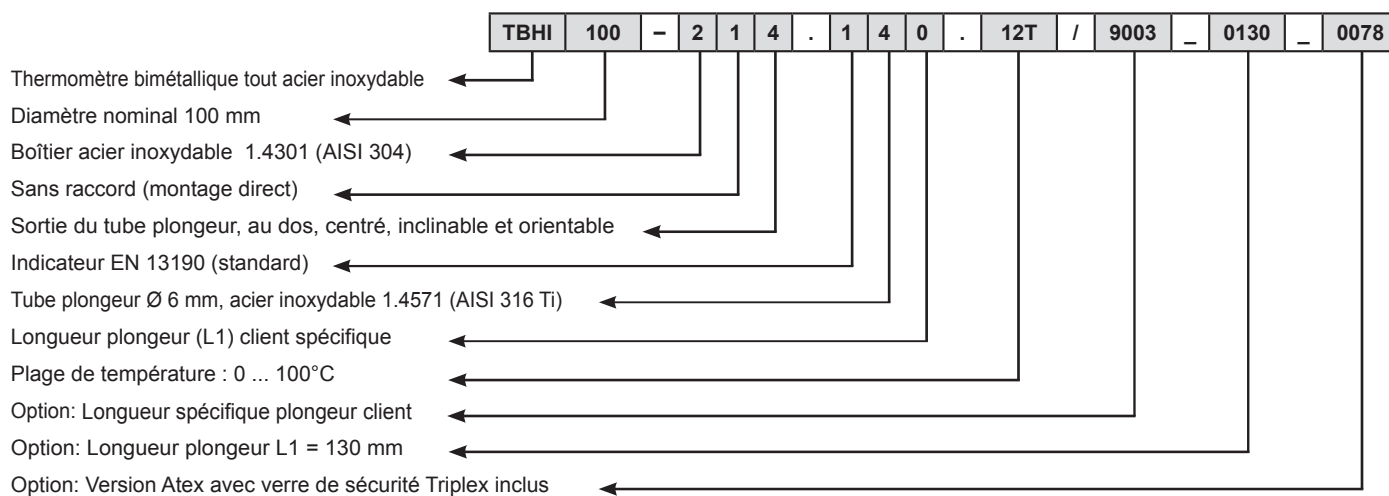 TBHI 100 – 2 1 4 . 1 4 0 . 12T / 9003 _ 0130 _ 0078
Thermomètre bimétallique tout acier inoxydable
Diamètre nominal 100 mm
Boîtier acier inoxydable 1.4301 (AISI 304)
Sans raccord (montage direct)
Sortie du tube plongeur, au dos, centré, inclinable et orientable
Indicateur EN 13190 (standard)
Tube plongeur Ø 6 mm, acier inoxydable 1.4571 (AISI 316 Ti)
Longueur plongeur (L1) client spécifique
Plage de température : 0 ... 100°C
Option: Longueur spécifique plongeur client
Option: Longueur plongeur L1 = 130 mm
Option: Version Atex avec verre de sécurité Triplex inclus